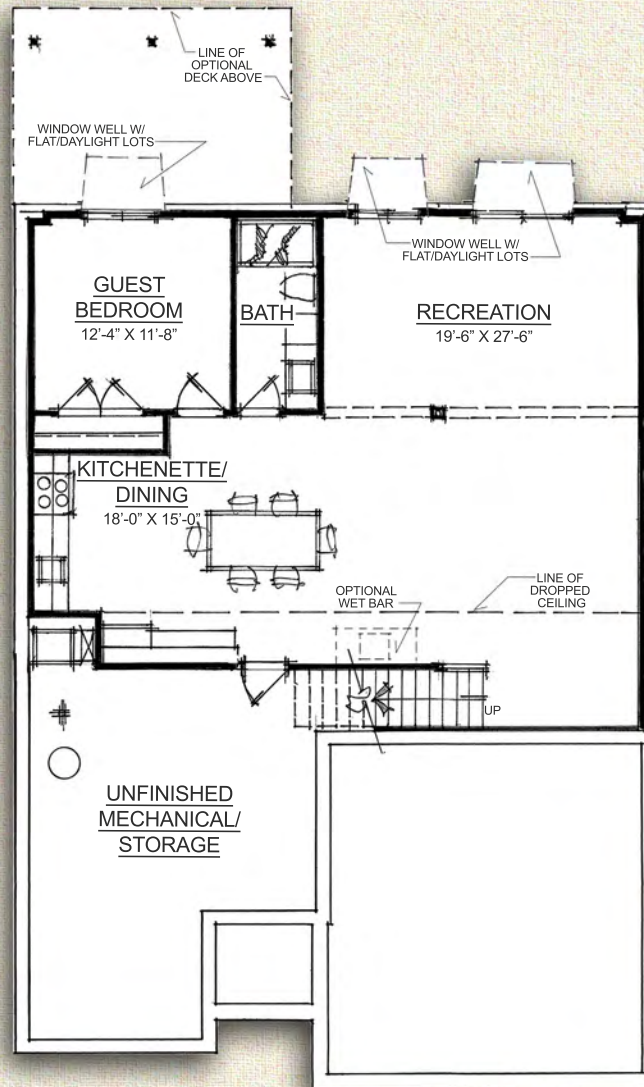 LINE OF
OPTIONAL
DECK ABOVE
WINDOW WELL W/
FLAT/DAYLIGHT LOTS
WINDOW WELL W/
FLAT/DAYLIGHT LOTS
GUEST
BEDROOM
12'-4" X 11'-8"
BATH
RECREATION
19'-6" X 27'-6"
KITCHENETTE/
DINING
18'-0" X 15'-0"
OPTIONAL
WET BAR
LINE OF
DROPPED
CEILING
UP
UNFINISHED
MECHANICAL/
STORAGE